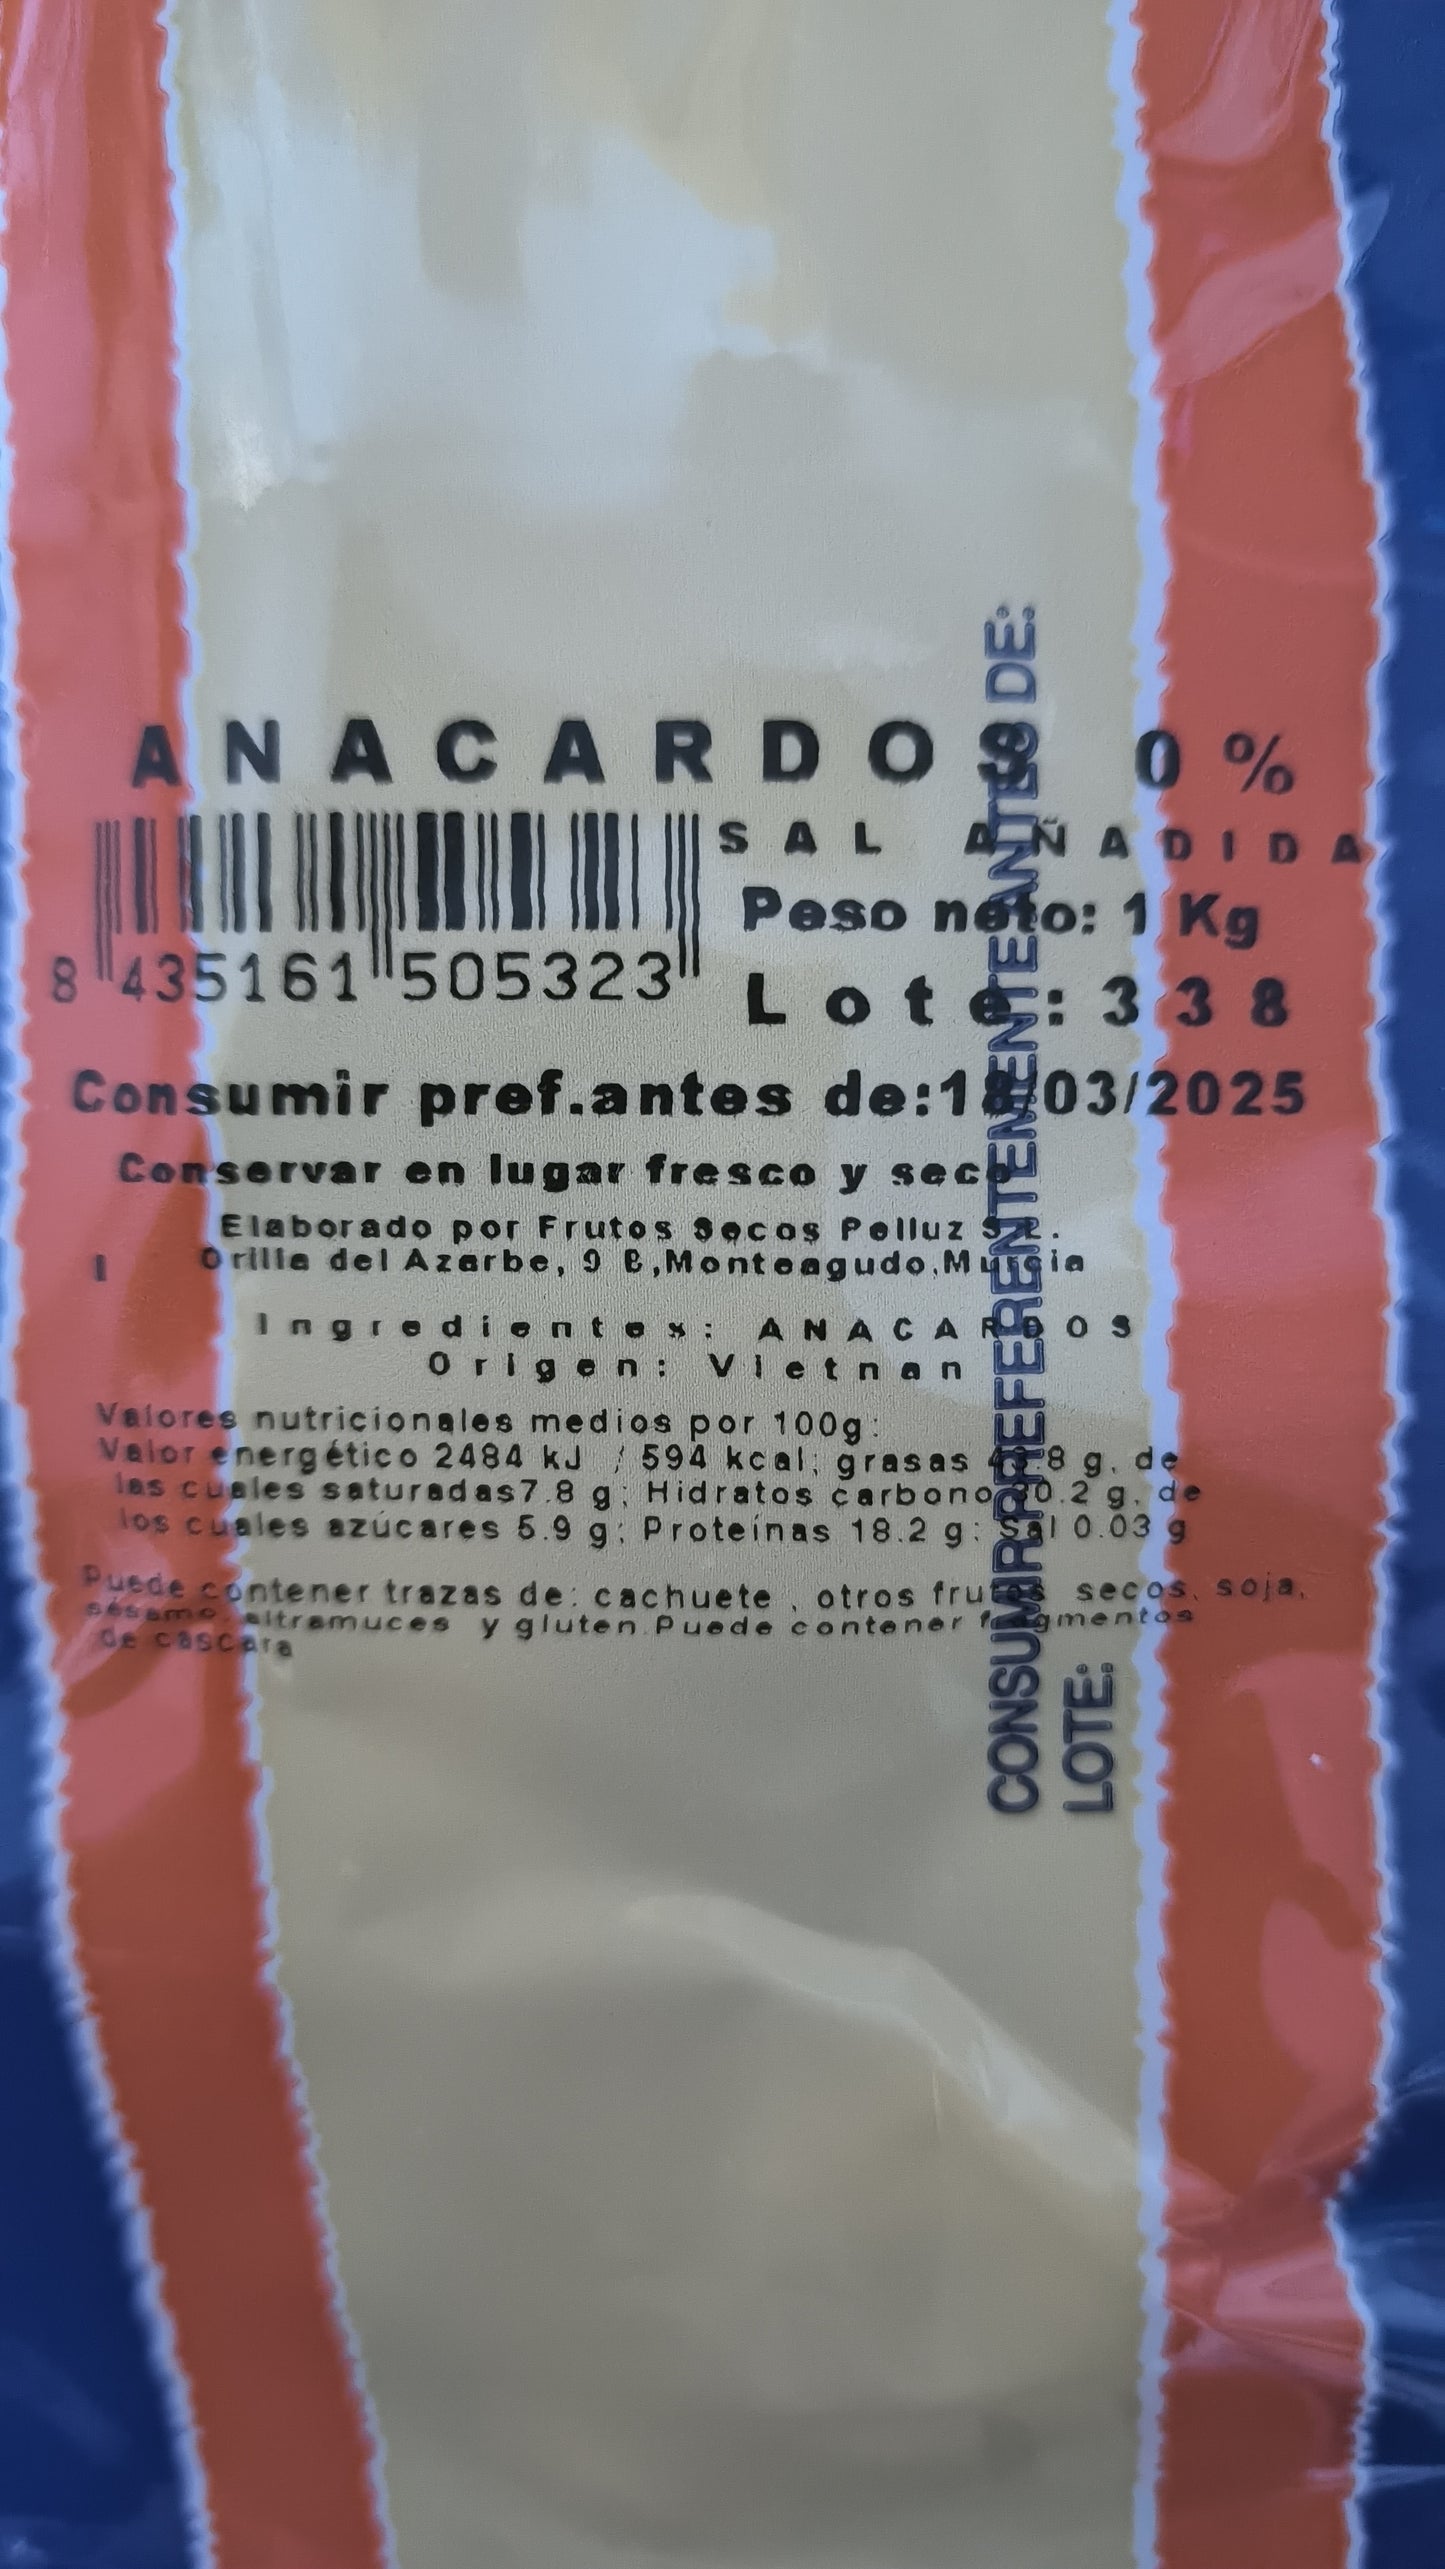 ANACARDOS 0%
SAL AÑADIDA
Peso neto: 1 Kg
Lote: 338
8 435161 505323
Consumir pref.antes de:18/03/2025
Conservar en lugar fresco y seco
Elaborado por Frutos Secos Pelluz
Orilla del Azarbe, 9 B,Monteagudo,Murcia
Ingredientes: ANACARDOS
Origen: Vietnan
Valores nutricionales medios por 100g:
Valor energético 2484 kJ / 594 kcal; grasas g, de
las cuales saturadas7.8 g; Hidratos carbono g, de
los cuales azúcares 5.9 g; Proteínas 18.2 g; Sal 0.03 g
Puede contener trazas de: cachuete , otros frutos secos, soja,
sésamo, altramuces y gluten.Puede contener fragmentos
de cáscara
CONSUMIR PREFERENTEMENTE ANTES DE:
LOTE: